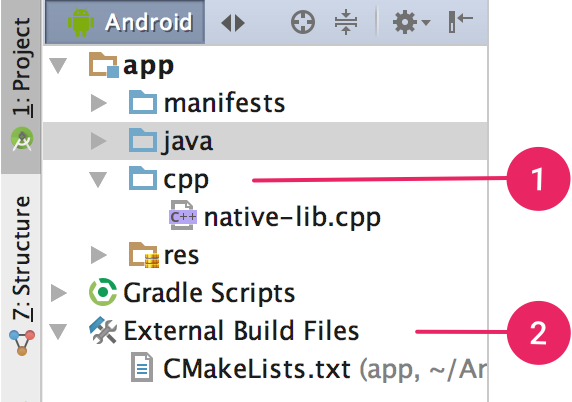 Android
1: Project
app
manifests
java
cpp
1
C++
native-lib.cpp
res
7: Structure
Gradle Scripts
External Build Files
2
CMakeLists.txt (app, ~/Ar